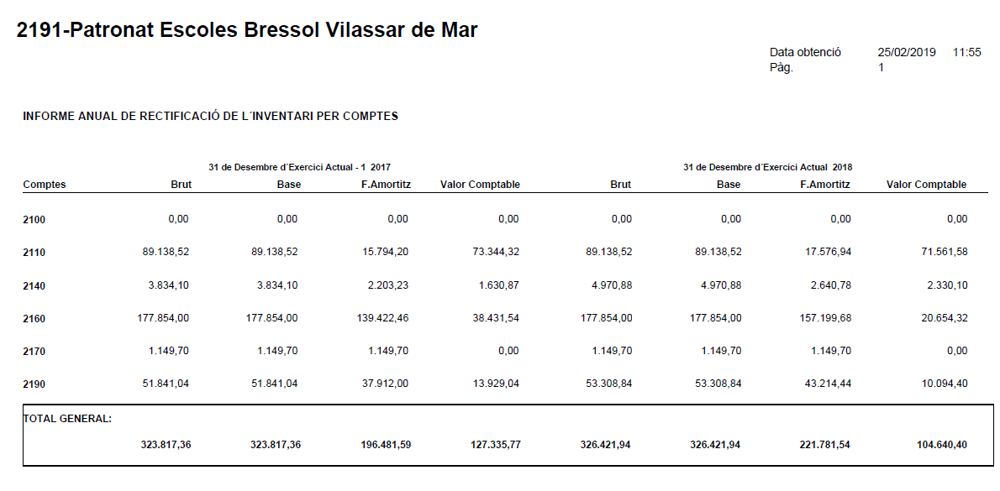 2191-Patronat Escoles Bressol Vilassar de Mar
Data obtenció 25/02/2019 11:55
Pàg. 1
INFORME ANUAL DE RECTIFICACIÓ DE L´INVENTARI PER COMPTES
31 de Desembre d´Exercici Actual - 1 2017 31 de Desembre d´Exercici Actual 2018
Comptes Brut Base F.Amortitz Valor Comptable Brut Base F.Amortitz Valor Comptable
2100 0,00 0,00 0,00 0,00 0,00 0,00 0,00 0,00
2110 89.138,52 89.138,52 15.794,20 73.344,32 89.138,52 89.138,52 17.576,94 71.561,58
2140 3.834,10 3.834,10 2.203,23 1.630,87 4.970,88 4.970,88 2.640,78 2.330,10
2160 177.854,00 177.854,00 139.422,46 38.431,54 177.854,00 177.854,00 157.199,68 20.654,32
2170 1.149,70 1.149,70 1.149,70 0,00 1.149,70 1.149,70 1.149,70 0,00
2190 51.841,04 51.841,04 37.912,00 13.929,04 53.308,84 53.308,84 43.214,44 10.094,40
TOTAL GENERAL:
323.817,36 323.817,36 196.481,59 127.335,77 326.421,94 326.421,94 221.781,54 104.640,40